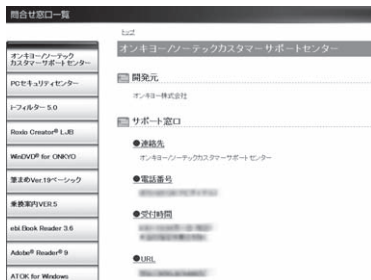 問合せ窓口一覧
トップ
オンキヨー/ソーテックカスタマーサポートセンター
オンキヨー/ソーテック
カスタマーサポートセンター
PCセキュリティセンター
i-フィルター 5.0
Roxio Creator® LJB
WinDVD® for ONKYO
筆まめVer.19ベーシック
乗換案内VER.5
ebi.Book Reader 3.6
Adobe® Reader® 9
ATOK for Windows
開発元
オンキヨー株式会社
サポート窓口
●連絡先
オンキヨー/ソーテックカスタマーサポートセンター
●電話番号
●受付時間
●URL